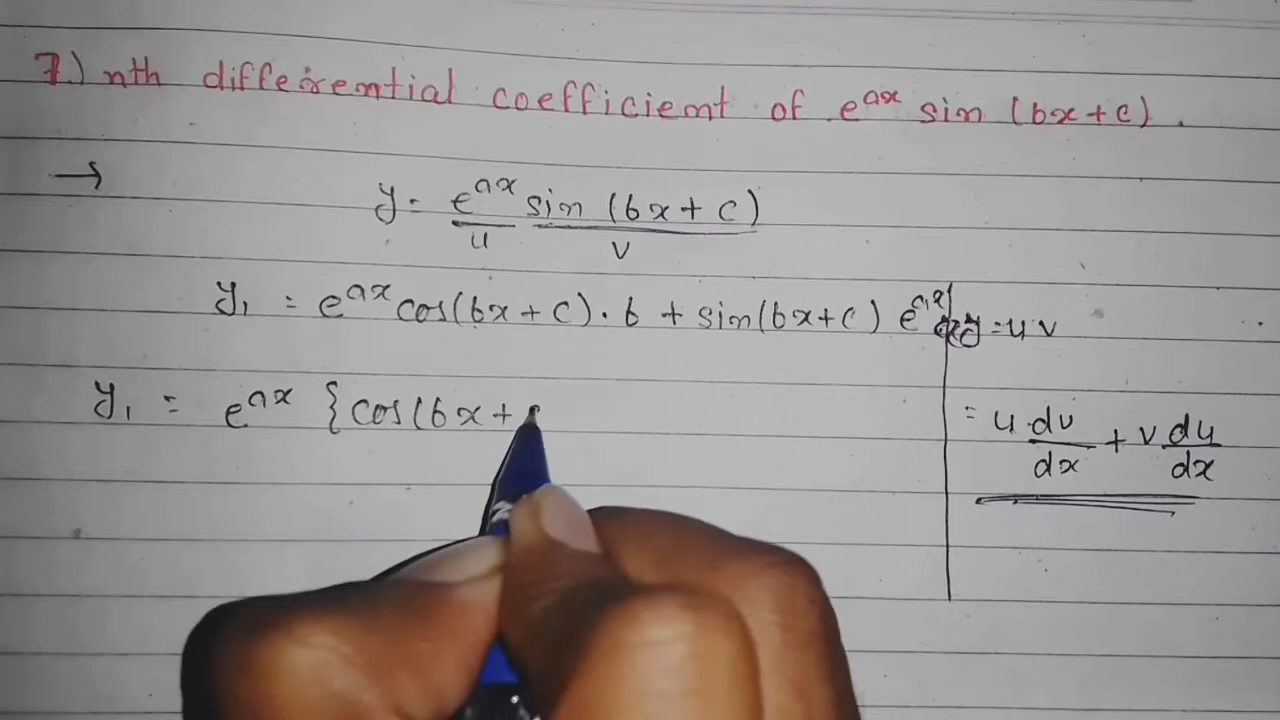 7) nth differential coefficient of e^ax sin (bx+c).
→
y = e^ax sin (bx + c)
u v
y₁ = e^ax cos(bx + c) · b + sin(bx+c) e^ax
y = u v
y₁ = e^ax {cos(bx +
= u · dv/dx + v du/dx